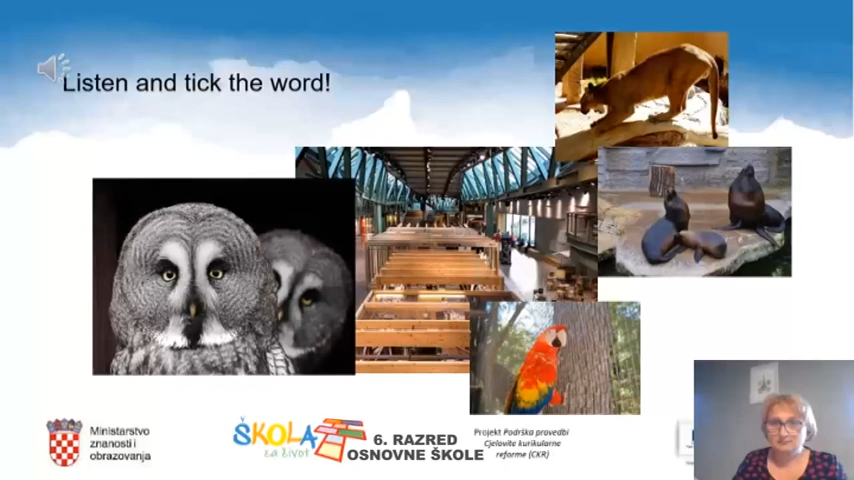 Listen and tick the word!
Ministarstvo
znanosti i
obrazovanja
ŠKOLA
za život
6. RAZRED
OSNOVNE ŠKOLE
Projekt Podrška provedbi
Cjelovite kurikularne
reforme (CKR)